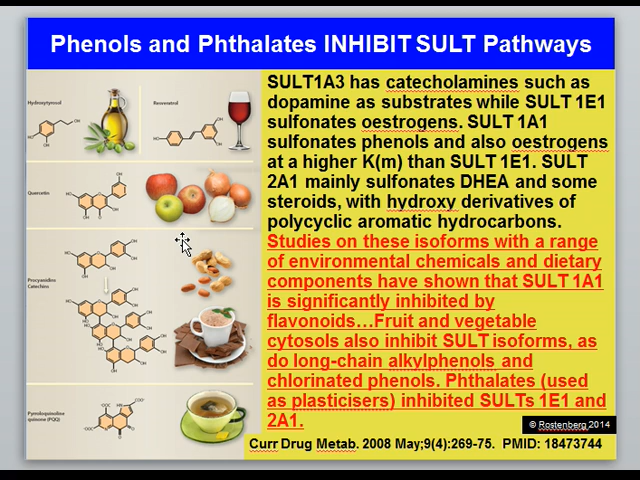 Phenols and Phthalates INHIBIT SULT Pathways
Hydroxytyrosol
Resveratrol
Quercetin
Procyanidins
Catechins
Pyrroloquinoline
quinone (PQQ)
SULT1A3 has catecholamines such as
dopamine as substrates while SULT 1E1
sulfonates oestrogens. SULT 1A1
sulfonates phenols and also oestrogens
at a higher K(m) than SULT 1E1. SULT
2A1 mainly sulfonates DHEA and some
steroids, with hydroxy derivatives of
polycyclic aromatic hydrocarbons.
Studies on these isoforms with a range
of environmental chemicals and dietary
components have shown that SULT 1A1
is significantly inhibited by
flavonoids…Fruit and vegetable
cytosols also inhibit SULT isoforms, as
do long-chain alkylphenols and
chlorinated phenols. Phthalates (used
as plasticisers) inhibited SULTs 1E1 and
2A1.
© Rostenberg 2014
Curr Drug Metab. 2008 May;9(4):269-75. PMID: 18473744